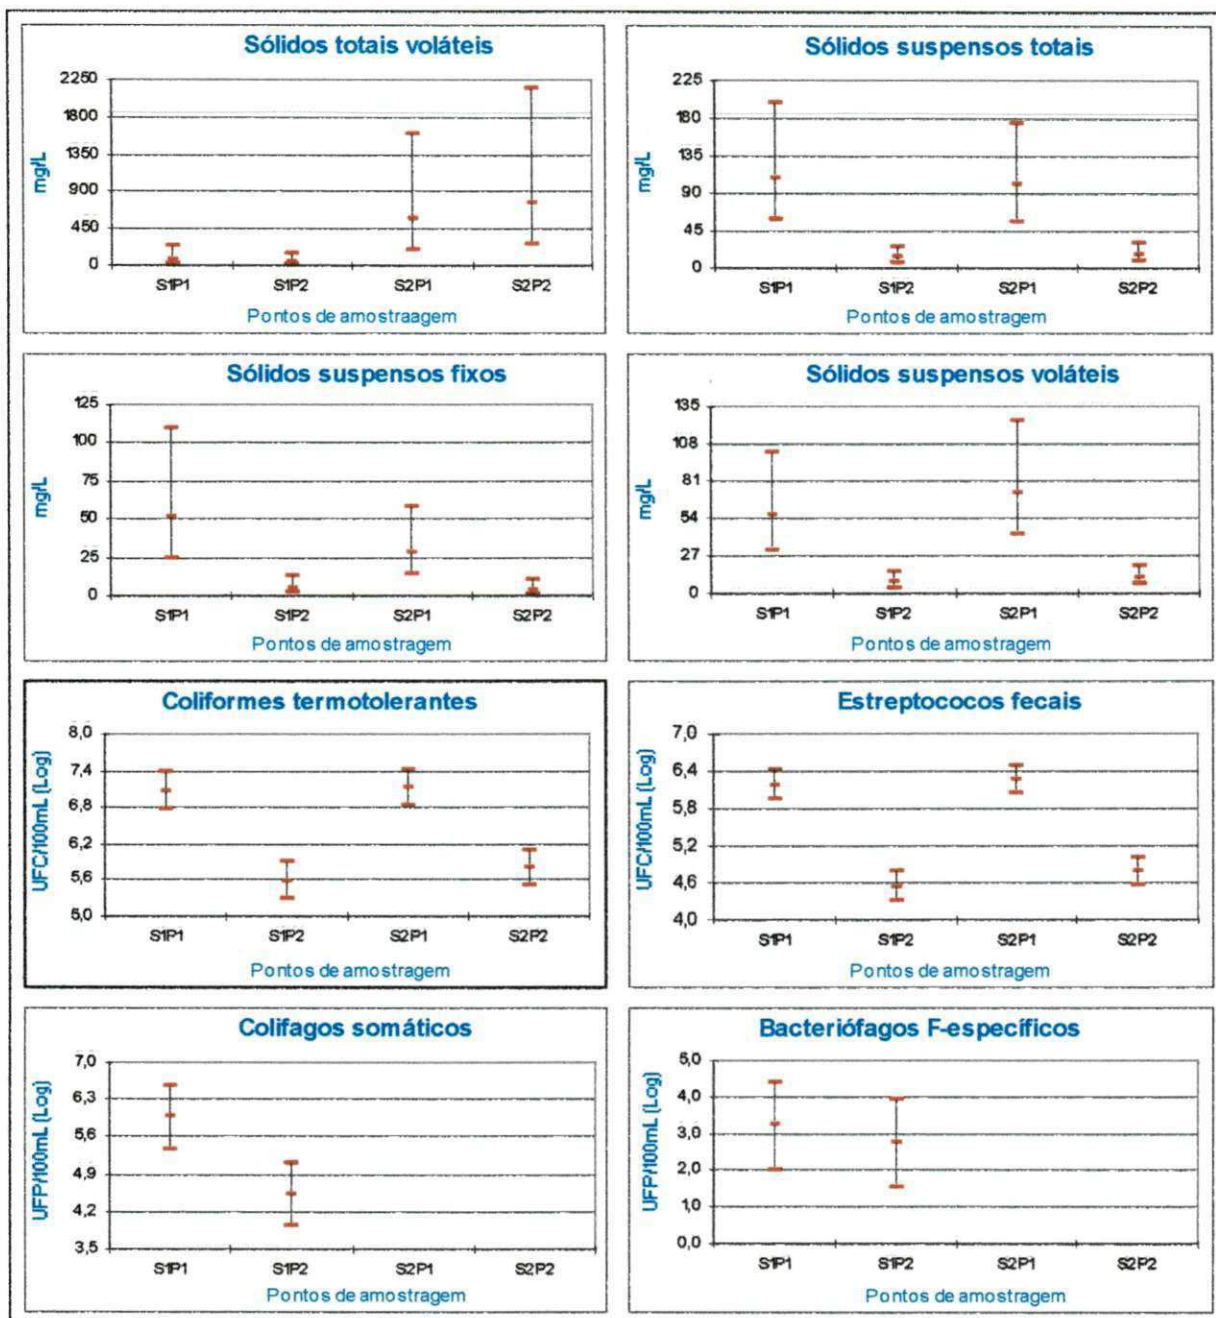 Sólidos totais voláteis
mg/L
2250
1800
1350
900
450
0
S1P1 S1P2 S2P1 S2P2
Pontos de amostraagem
Sólidos suspensos totais
mg/L
225
180
135
90
45
0
S1P1 S1P2 S2P1 S2P2
Pontos de amostragem
Sólidos suspensos fixos
mg/L
125
100
75
50
25
0
S1P1 S1P2 S2P1 S2P2
Pontos de amostragem
Sólidos suspensos voláteis
mg/L
135
108
81
54
27
0
S1P1 S1P2 S2P1 S2P2
Pontos de amostragem
Coliformes termotolerantes
UFC/100mL (Log)
8,0
7,4
6,8
6,2
5,6
5,0
S1P1 S1P2 S2P1 S2P2
Pontos de amostragem
Estreptococos fecais
UFC/100mL (Log)
7,0
6,4
5,8
5,2
4,6
4,0
S1P1 S1P2 S2P1 S2P2
Pontos de amostragem
Colifagos somáticos
UFP/100mL (Log)
7,0
6,3
5,6
4,9
4,2
3,5
S1P1 S1P2 S2P1 S2P2
Pontos de amostragem
Bacteriófagos F-específicos
UFP/100mL (Log)
5,0
4,0
3,0
2,0
1,0
0,0
S1P1 S1P2 S2P1 S2P2
Pontos de amostragem